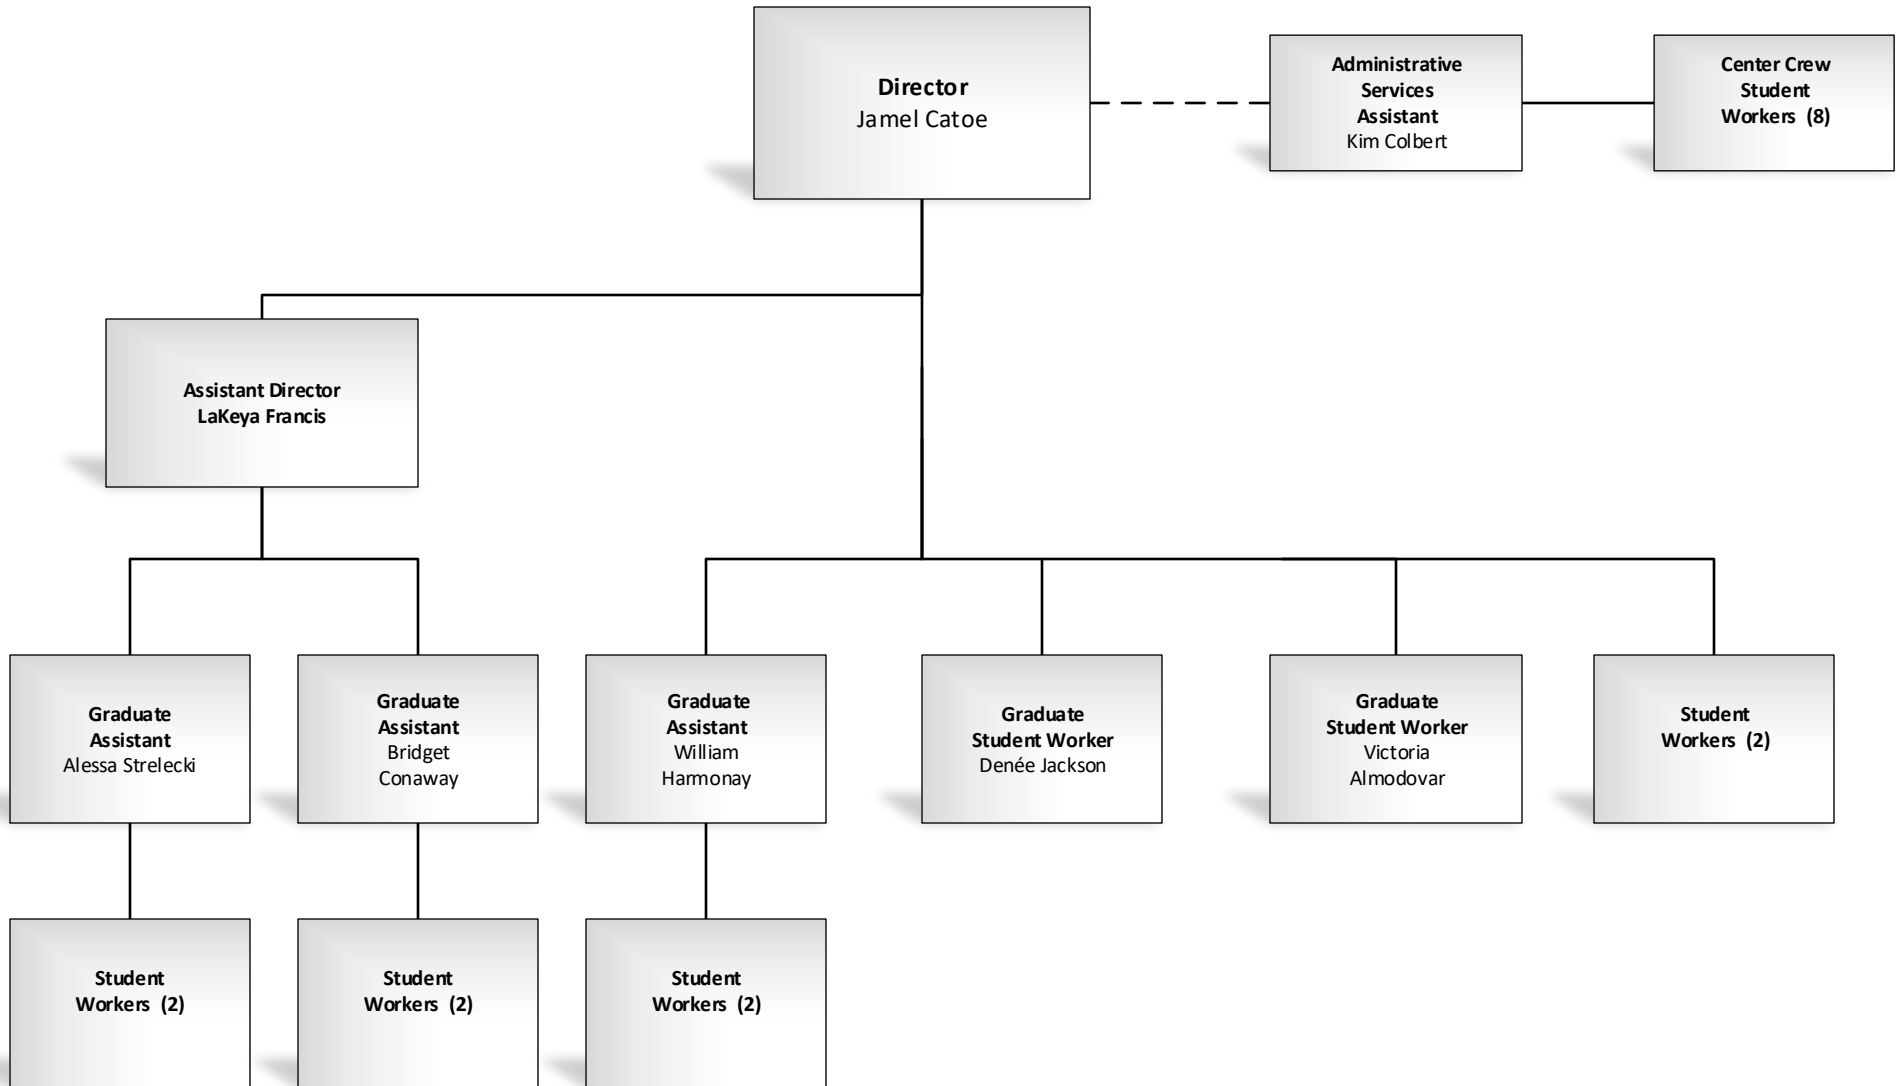 Director
Jamel Catoe
Administrative
Services
Assistant
Kim Colbert
Center Crew
Student
Workers (8)
Assistant Director
LaKeya Francis
Graduate
Assistant
Alessa Strelecki
Graduate
Assistant
Bridget
Conaway
Graduate
Assistant
William
Harmonay
Graduate
Student Worker
Denée Jackson
Graduate
Student Worker
Victoria
Almodovar
Student
Workers (2)
Student
Workers (2)
Student
Workers (2)
Student
Workers (2)